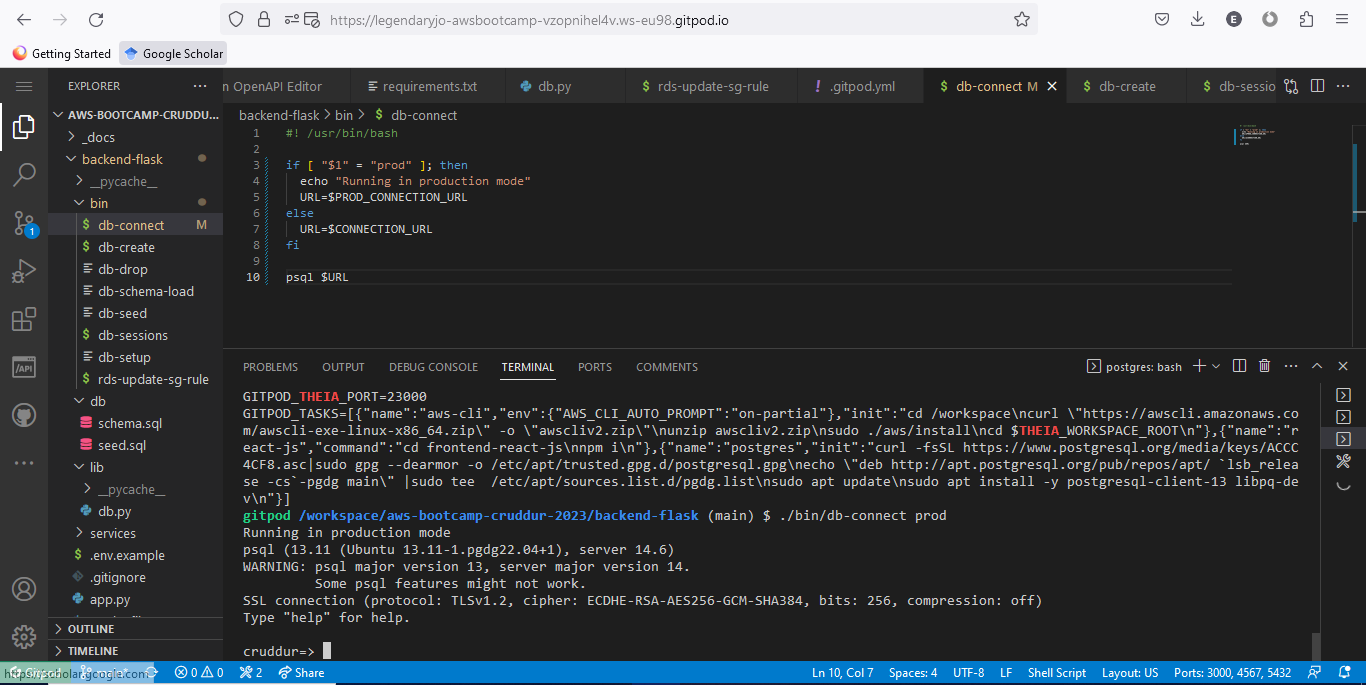 https://legendaryjo-awsbootcamp-vzopnihel4v.ws-eu98.gitpod.io
E
Getting Started
Google Scholar
EXPLORER
n OpenAPI Editor
requirements.txt
db.py
$ rds-update-sg-rule
! .gitpod.yml
$ db-connect M
$ db-create
$ db-sessio
AWS-BOOTCAMP-CRUDDU...
_docs
backend-flask
__pycache__
bin
$ db-connect M
$ db-create
db-drop
db-schema-load
db-seed
$ db-sessions
db-setup
$ rds-update-sg-rule
db
schema.sql
seed.sql
lib
__pycache__
db.py
services
$ .env.example
.gitignore
app.py
OUTLINE
TIMELINE
1
/API
backend-flask > bin > $ db-connect
1 #! /usr/bin/bash
2
3 if [ "$1" = "prod" ]; then
4 echo "Running in production mode"
5 URL=$PROD_CONNECTION_URL
6 else
7 URL=$CONNECTION_URL
8 fi
9
10 psql $URL
PROBLEMS
OUTPUT
DEBUG CONSOLE
TERMINAL
PORTS
COMMENTS
postgres: bash
GITPOD_THEIA_PORT=23000
GITPOD_TASKS=[{"name":"aws-cli","env":{"AWS_CLI_AUTO_PROMPT":"on-partial"},"init":"cd /workspace\ncurl \"https://awscli.amazonaws.co
m/awscli-exe-linux-x86_64.zip\" -o \"awscliv2.zip\"\nunzip awscliv2.zip\nsudo ./aws/install\ncd $THEIA_WORKSPACE_ROOT\n"},{"name":"r
eact-js","command":"cd frontend-react-js\nnpm i\n"},{"name":"postgres","init":"curl -fsSL https://www.postgresql.org/media/keys/ACCC
4CF8.asc|sudo gpg --dearmor -o /etc/apt/trusted.gpg.d/postgresql.gpg\necho \"deb http://apt.postgresql.org/pub/repos/apt/ `lsb_relea
se -cs`-pgdg main\" |sudo tee  /etc/apt/sources.list.d/pgdg.list\nsudo apt update\nsudo apt install -y postgresql-client-13 libpq-de
v\n"}]
gitpod /workspace/aws-bootcamp-cruddur-2023/backend-flask (main) $ ./bin/db-connect prod
Running in production mode
psql (13.11 (Ubuntu 13.11-1.pgdg22.04+1), server 14.6)
WARNING: psql major version 13, server major version 14.
Some psql features might not work.
SSL connection (protocol: TLSv1.2, cipher: ECDHE-RSA-AES256-GCM-SHA384, bits: 256, compression: off)
Type "help" for help.
cruddur=>
0
0
2
Share
Ln 10, Col 7
Spaces: 4
UTF-8
LF
Shell Script
Layout: US
Ports: 3000, 4567, 5432